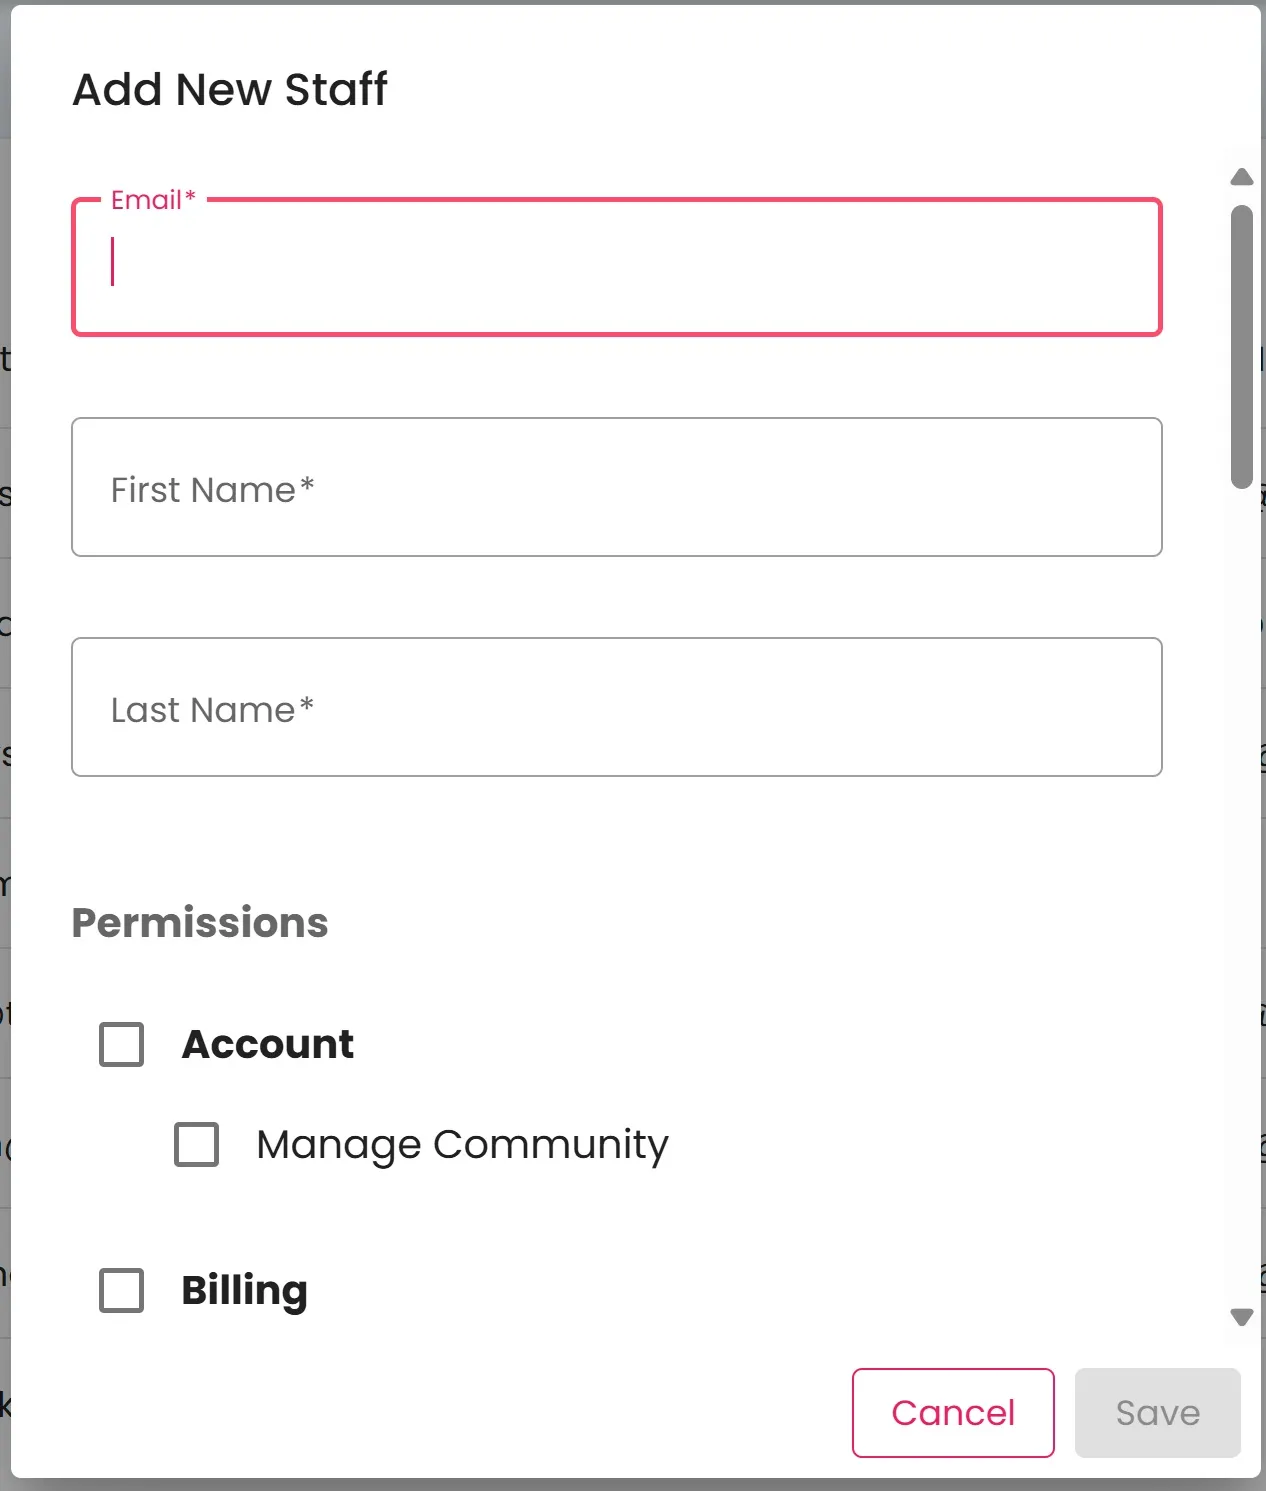 Add New Staff
Email*
First Name*
Last Name*
Permissions
Account
Manage Community
Billing
Cancel
Save